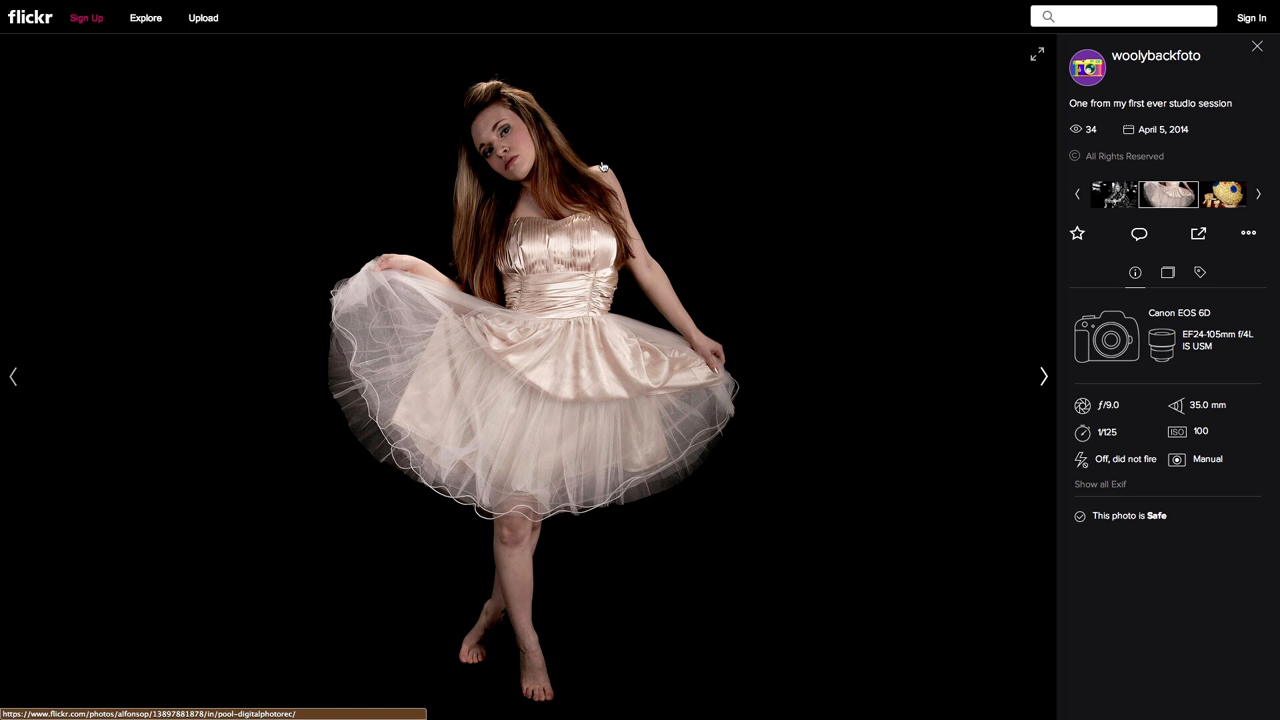 flickr
Sign Up
Explore
Upload
Sign In
woolybackfoto
One from my first ever studio session
34
April 5, 2014
© All Rights Reserved
Canon EOS 6D
EF24-105mm f/4L
IS USM
ƒ/9.0
35.0 mm
1/125
ISO
100
Off, did not fire
Manual
Show all Exif
This photo is Safe
https://www.flickr.com/photos/alfonsop/13897881878/in/pool-digitalphotorec/